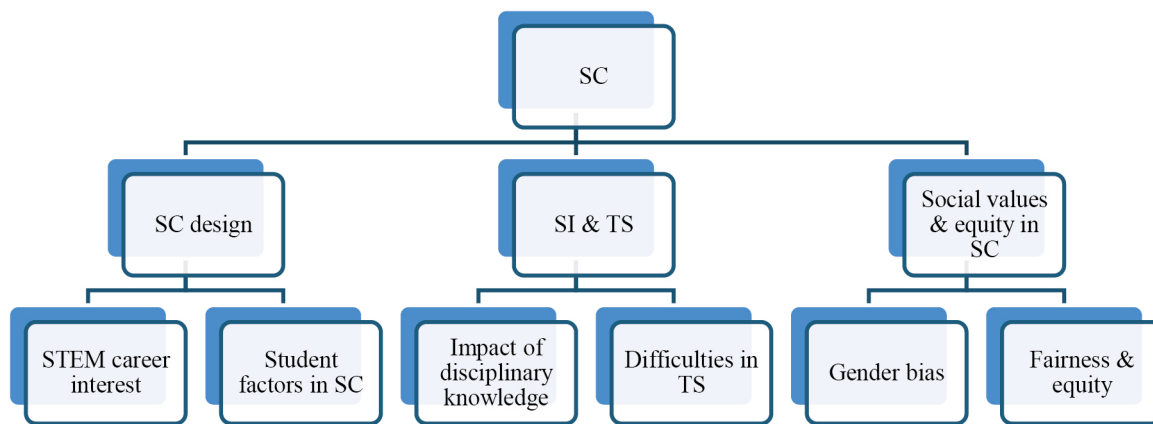 SC
SC design
SI & TS
Social values
& equity in
SC
STEM career
interest
Student
factors in SC
Impact of
disciplinary
knowledge
Difficulties in
TS
Gender bias
Fairness &
equity